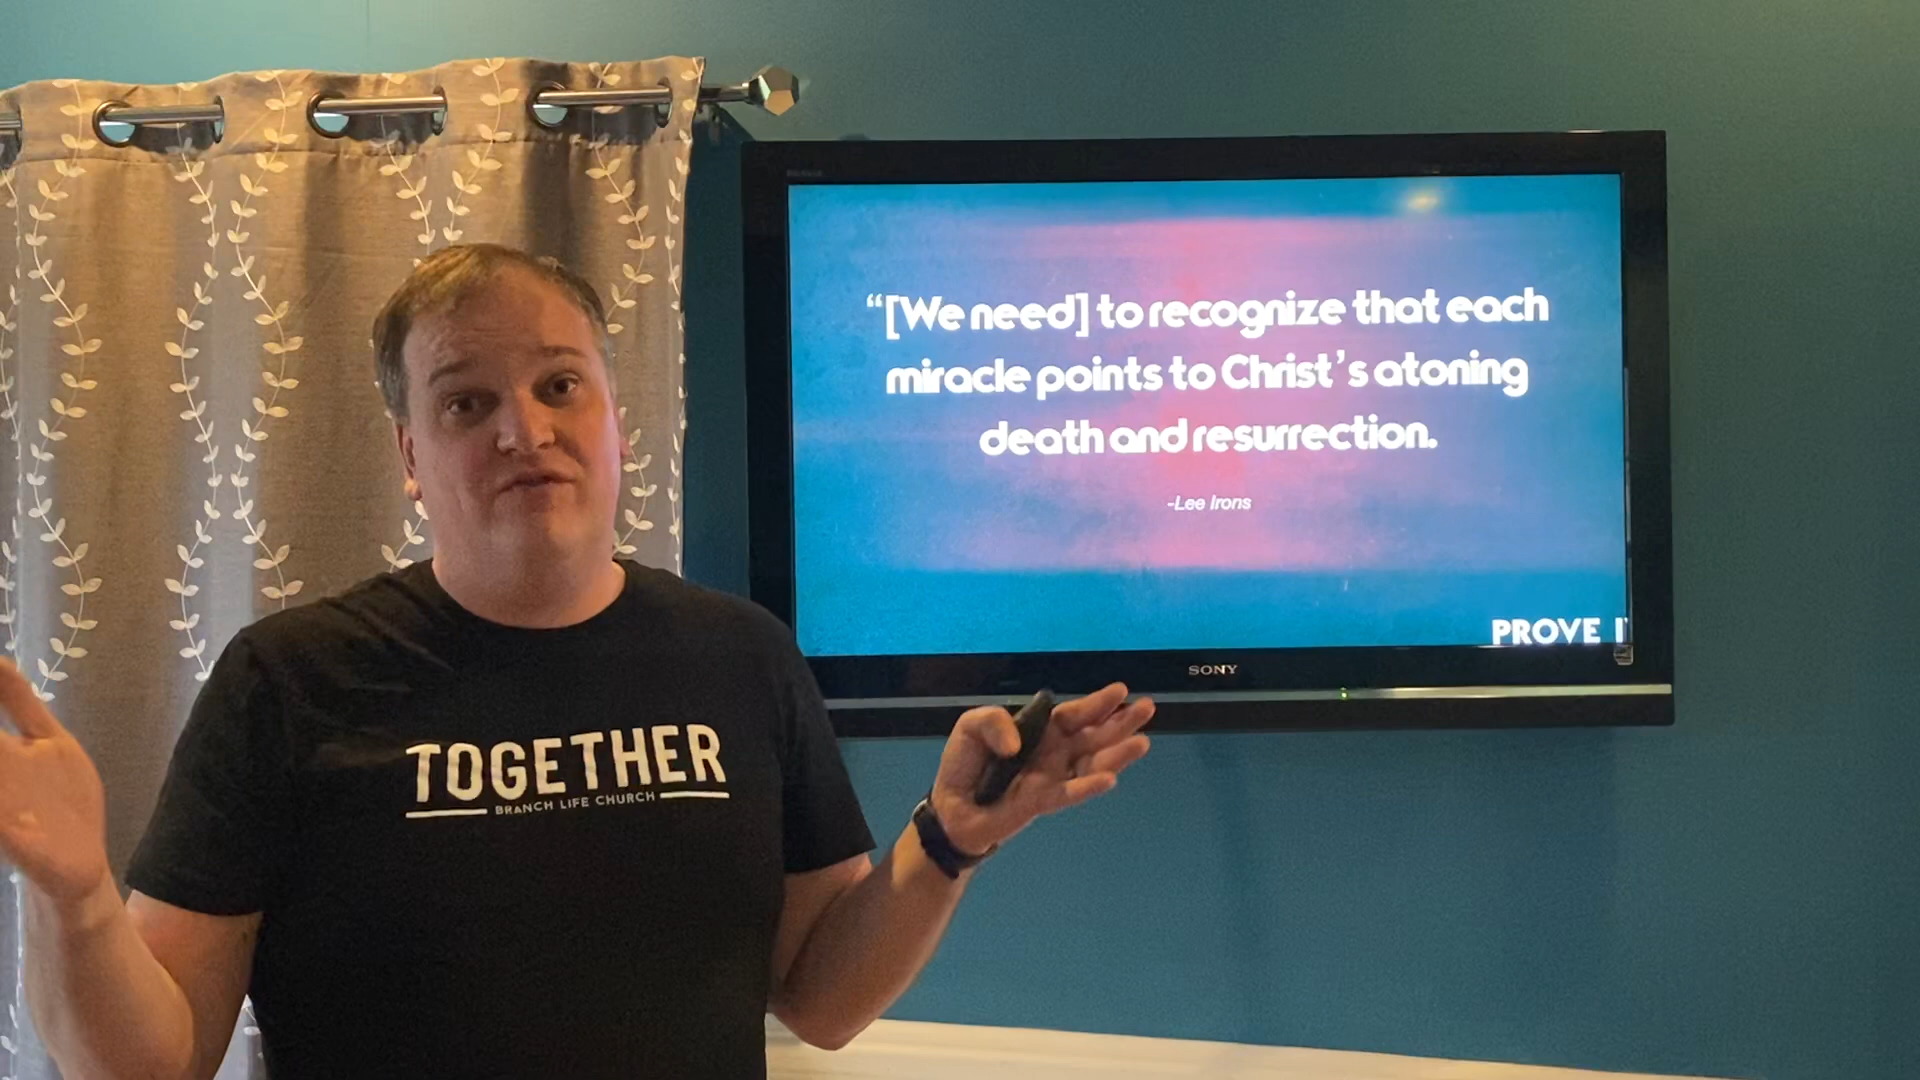 “[We need] to recognize that each
miracle points to Christ's atoning
death and resurrection.
-Lee Irons
PROVE I
SONY
TOGETHER
BRANCH LIFE CHURCH